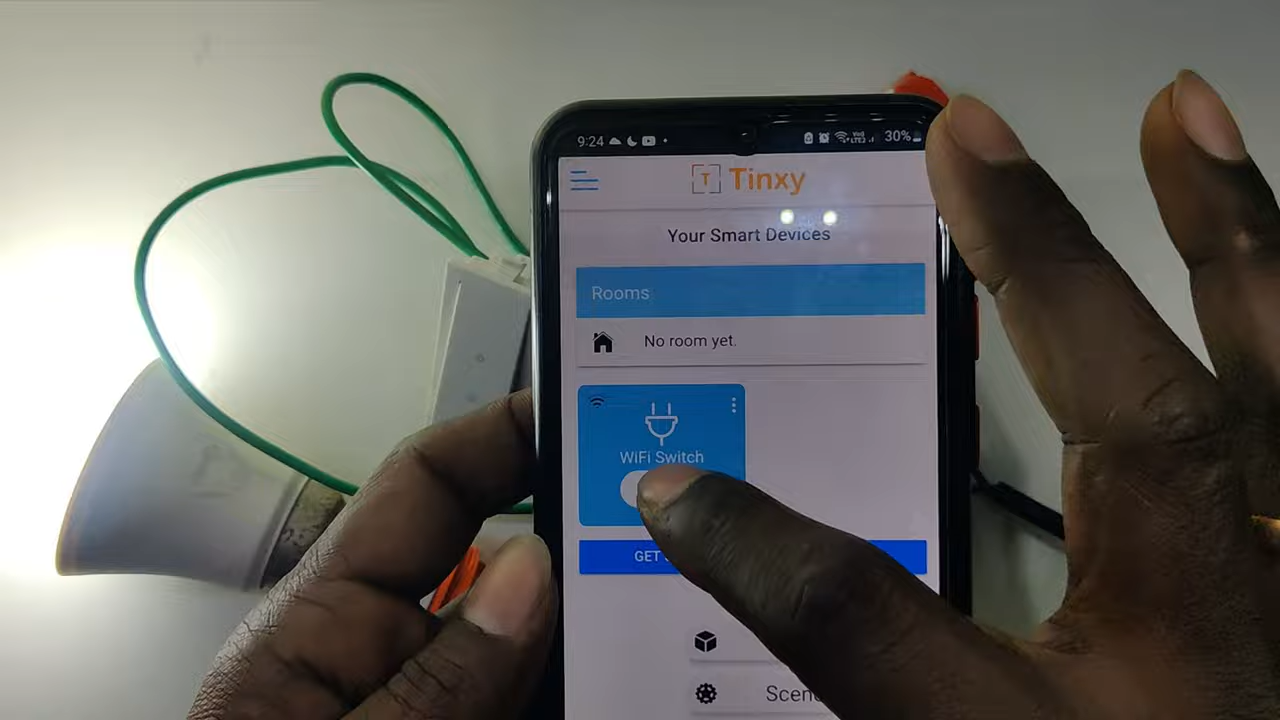 9:24 30%
T Tinxy
Your Smart Devices
Rooms
No room yet.
WiFi Switch
GET
Scen